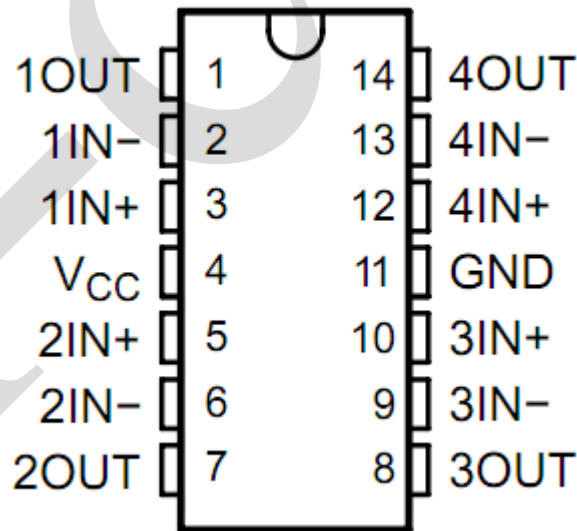 1OUT 1 14 4OUT
1IN− 2 13 4IN−
1IN+ 3 12 4IN+
VCC 4 11 GND
2IN+ 5 10 3IN+
2IN− 6 9 3IN−
2OUT 7 8 3OUT